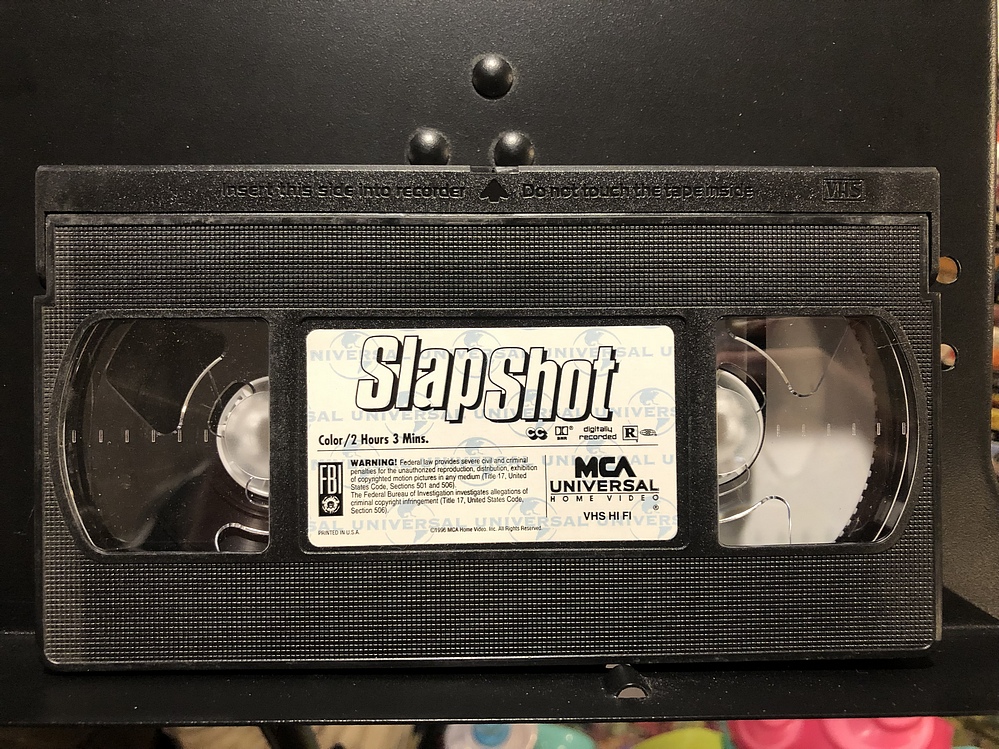 Insert this side into recorder Do not touch the tape inside VHS
Slap Shot
Color/2 Hours 3 Mins.
CC
digitally
recorded
R
FBI
WARNING! Federal law provides severe civil and criminal
penalties for the unauthorized reproduction, distribution, exhibition
of copyrighted motion pictures in any medium (Title 17, United
States Code, Sections 501 and 506).
The Federal Bureau of Investigation investigates allegations of
criminal copyright infringement (Title 17, United States Code,
Section 506).
MCA
UNIVERSAL
HOME VIDEO
®
VHS HI FI
PRINTED IN U.S.A.
©1996 MCA Home Video, Inc. All Rights Reserved.